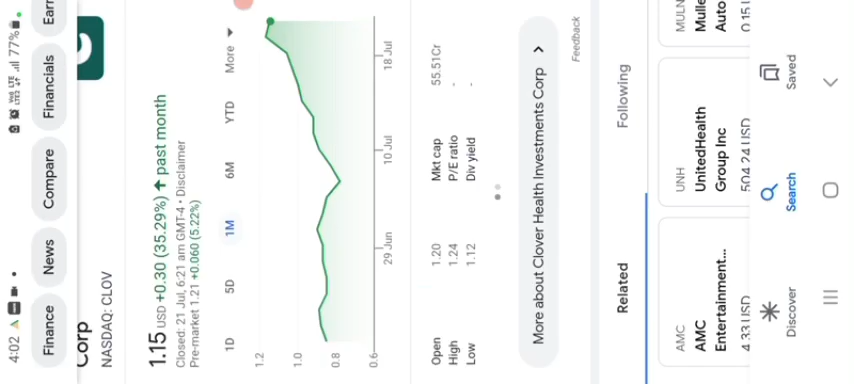 4:02 77%
Finance News Compare Financials Earn
Corp
NASDAQ: CLOV
1.15 USD +0.30 (35.29%) ↑ past month
Closed: 21 Jul, 6:21 am GMT-4 • Disclaimer
Pre-market 1.21 +0.060 (5.22%)
1D 5D 1M 6M YTD More
1.2
1.0
0.8
0.6
29 Jun 10 Jul 18 Jul
Open 1.20 Mkt cap 55.51Cr
High 1.24 P/E ratio -
Low 1.12 Div yield -
More about Clover Health Investments Corp >
Feedback
Related Following
AMC UNH MULN
AMC UnitedHealth Mulle
Entertainment... Group Inc Auto
4.33 USD 504.24 USD 0.15 U
Discover Search Saved